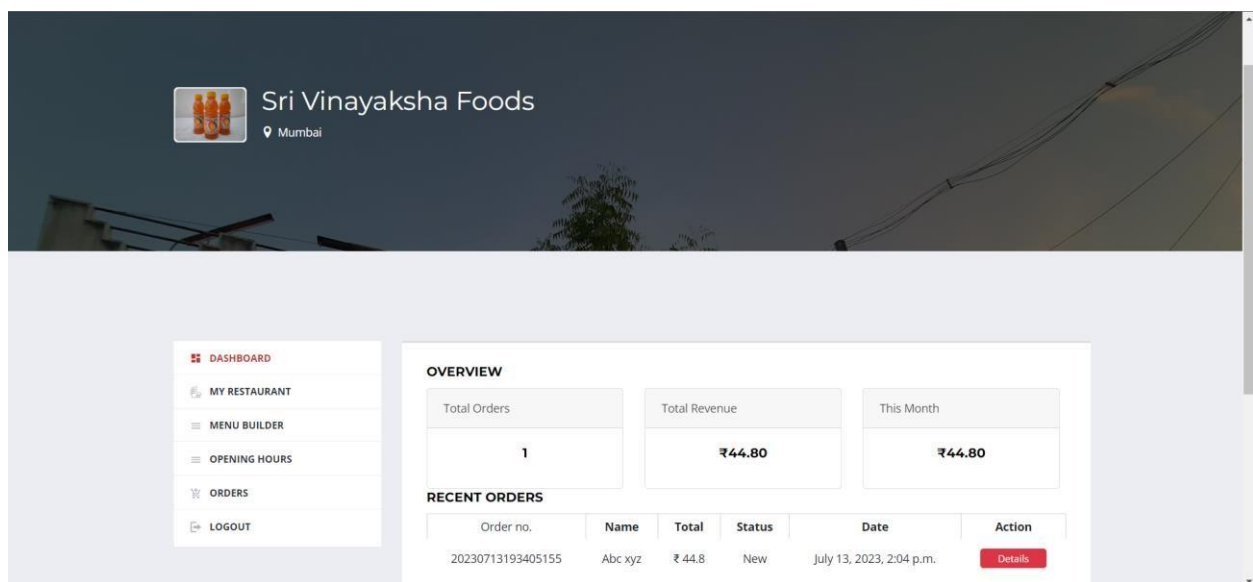 Sri Vinayaksha Foods
Mumbai
DASHBOARD
MY RESTAURANT
MENU BUILDER
OPENING HOURS
ORDERS
LOGOUT
OVERVIEW
Total Orders Total Revenue This Month
1 ₹44.80 ₹44.80
RECENT ORDERS
Order no. Name Total Status Date Action
20230713193405155 Abc xyz ₹ 44.8 New July 13, 2023, 2:04 p.m. Details